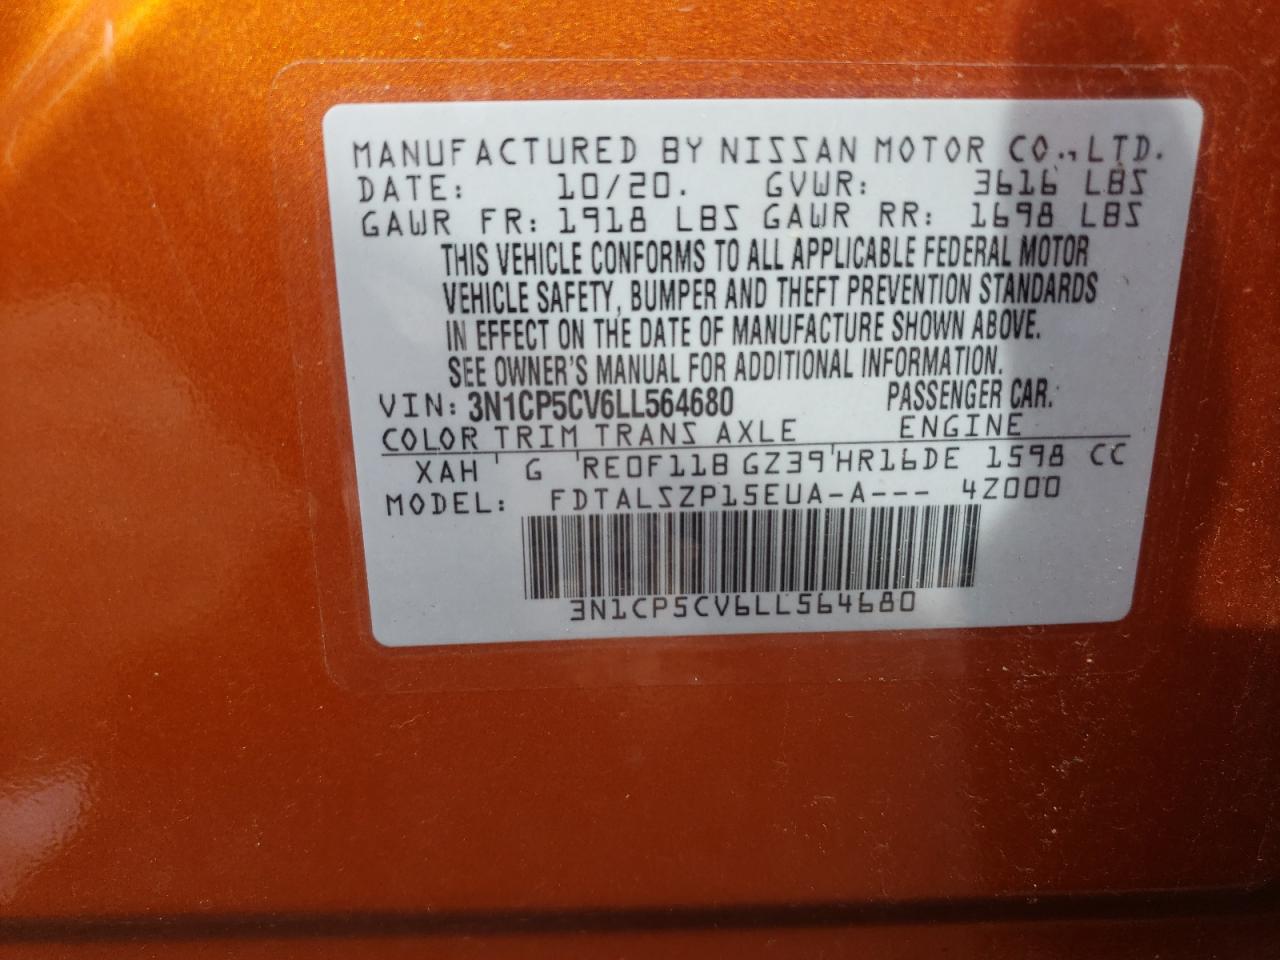 MANUFACTURED BY NISSAN MOTOR CO., LTD.
DATE: 10/20. GVWR: 3616 LBS
GAWR FR: 1918 LBS GAWR RR: 1698 LBS
THIS VEHICLE CONFORMS TO ALL APPLICABLE FEDERAL MOTOR
VEHICLE SAFETY, BUMPER AND THEFT PREVENTION STANDARDS
IN EFFECT ON THE DATE OF MANUFACTURE SHOWN ABOVE.
SEE OWNER'S MANUAL FOR ADDITIONAL INFORMATION.
VIN: 3N1CP5CV6LL564680 PASSENGER CAR.
COLOR TRIM TRANS AXLE ENGINE
XAH G RE0F11B GZ39 HR16DE 1598 CC
MODEL: FDTALSZP15EUA-A--- 42000
3N1CP5CV6LL564680